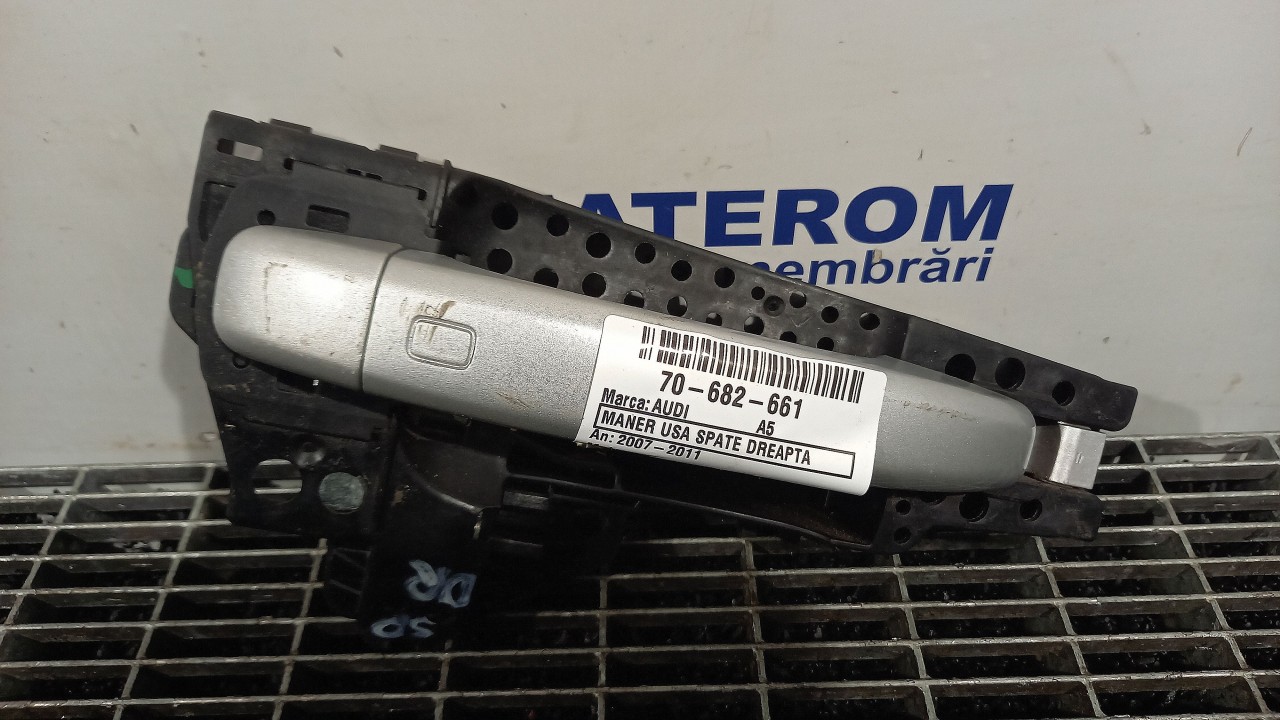 ATEROM
membrări
70-682-661
Marca: AUDI A5
MANER USA SPATE DREAPTA
An: 2007-2011
DR
SP